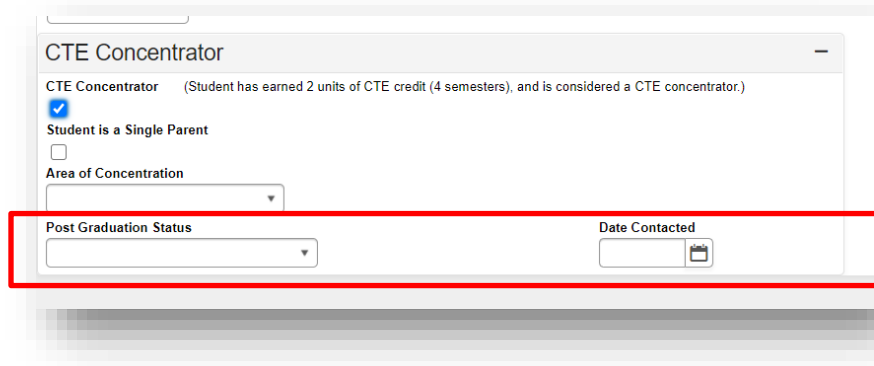 CTE Concentrator
CTE Concentrator (Student has earned 2 units of CTE credit (4 semesters), and is considered a CTE concentrator.)
Student is a Single Parent
Area of Concentration
Post Graduation Status Date Contacted